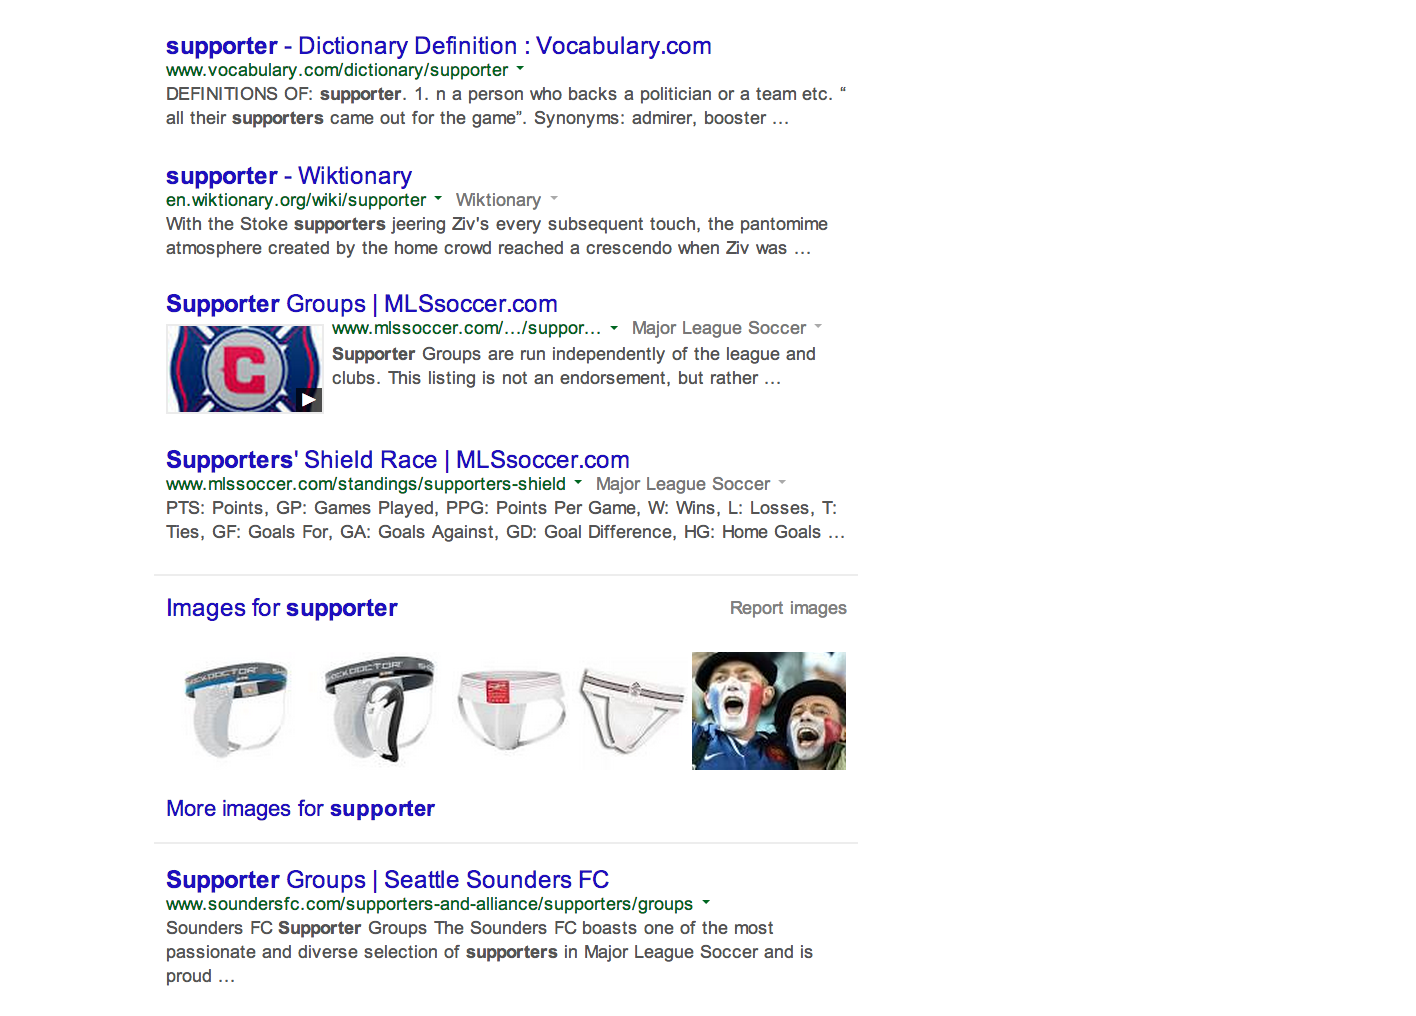 supporter - Dictionary Definition : Vocabulary.com
www.vocabulary.com/dictionary/supporter
DEFINITIONS OF: supporter. 1. n a person who backs a politician or a team etc. “
all their supporters came out for the game”. Synonyms: admirer, booster ...
supporter - Wiktionary
en.wiktionary.org/wiki/supporter Wiktionary
With the Stoke supporters jeering Ziv's every subsequent touch, the pantomime
atmosphere created by the home crowd reached a crescendo when Ziv was ...
Supporter Groups | MLSsoccer.com
C
www.mlssoccer.com/.../suppor... Major League Soccer
Supporter Groups are run independently of the league and
clubs. This listing is not an endorsement, but rather ...
Supporters' Shield Race | MLSsoccer.com
www.mlssoccer.com/standings/supporters-shield Major League Soccer
PTS: Points, GP: Games Played, PPG: Points Per Game, W: Wins, L: Losses, T:
Ties, GF: Goals For, GA: Goals Against, GD: Goal Difference, HG: Home Goals ...
Images for supporter Report images
SHOCK DOCTOR
SHOCK DOCTOR
More images for supporter
Supporter Groups | Seattle Sounders FC
www.soundersfc.com/supporters-and-alliance/supporters/groups
Sounders FC Supporter Groups The Sounders FC boasts one of the most
passionate and diverse selection of supporters in Major League Soccer and is
proud ...